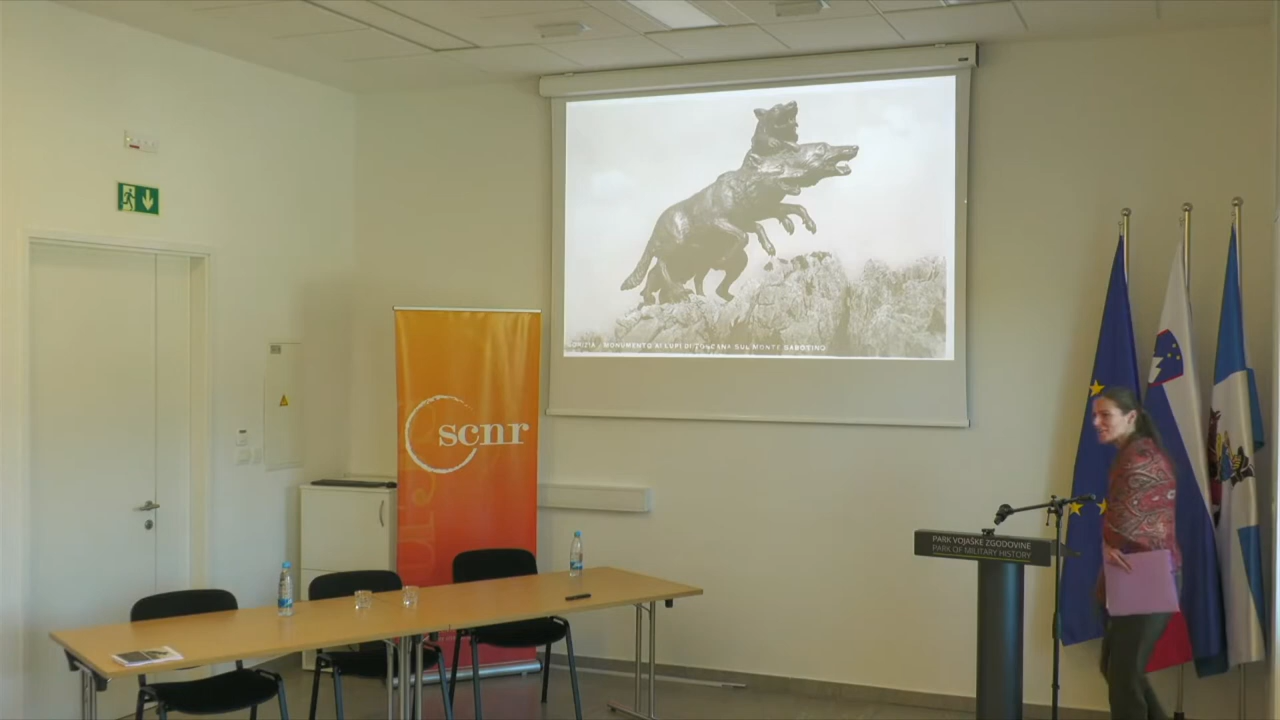 GORIZIA - MONUMENTO AI LUPI DI TOSCANA SUL MONTE SABOTINO
scnr
PARK VOJAŠKE ZGODOVINE
PARK OF MILITARY HISTORY